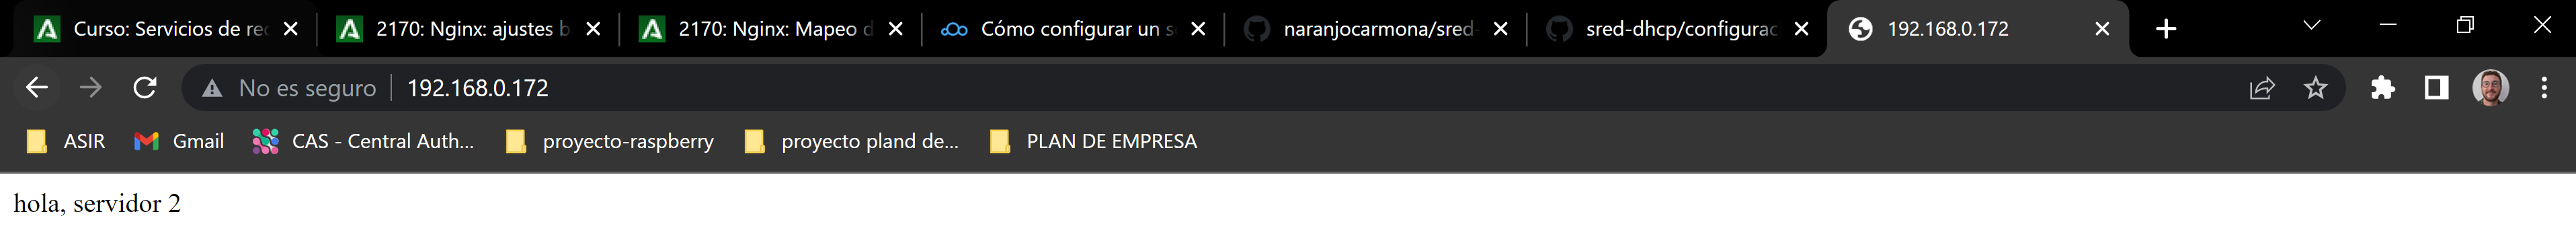 Curso: Servicios de rec
2170: Nginx: ajustes b
2170: Nginx: Mapeo d
Cómo configurar un s
naranjocarmona/sred-
sred-dhcp/configurac
192.168.0.172
No es seguro
192.168.0.172
ASIR
Gmail
CAS - Central Auth...
proyecto-raspberry
proyecto pland de...
PLAN DE EMPRESA
hola, servidor 2